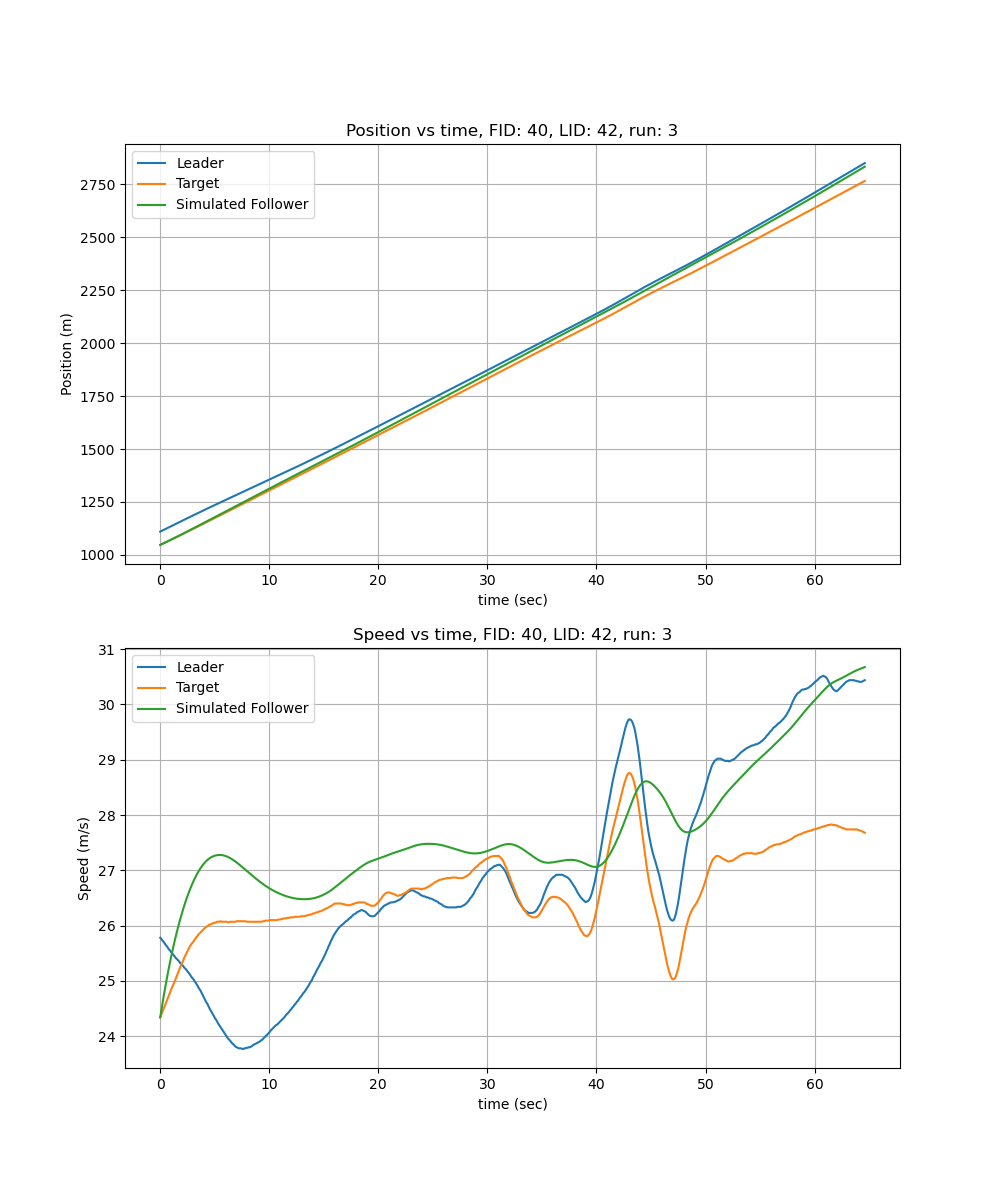 Position vs time, FID: 40, LID: 42, run: 3
Leader
Target
Simulated Follower
Position (m)
2750
2500
2250
2000
1750
1500
1250
1000
0 10 20 30 40 50 60
time (sec)
Speed vs time, FID: 40, LID: 42, run: 3
Leader
Target
Simulated Follower
Speed (m/s)
31
30
29
28
27
26
25
24
0 10 20 30 40 50 60
time (sec)